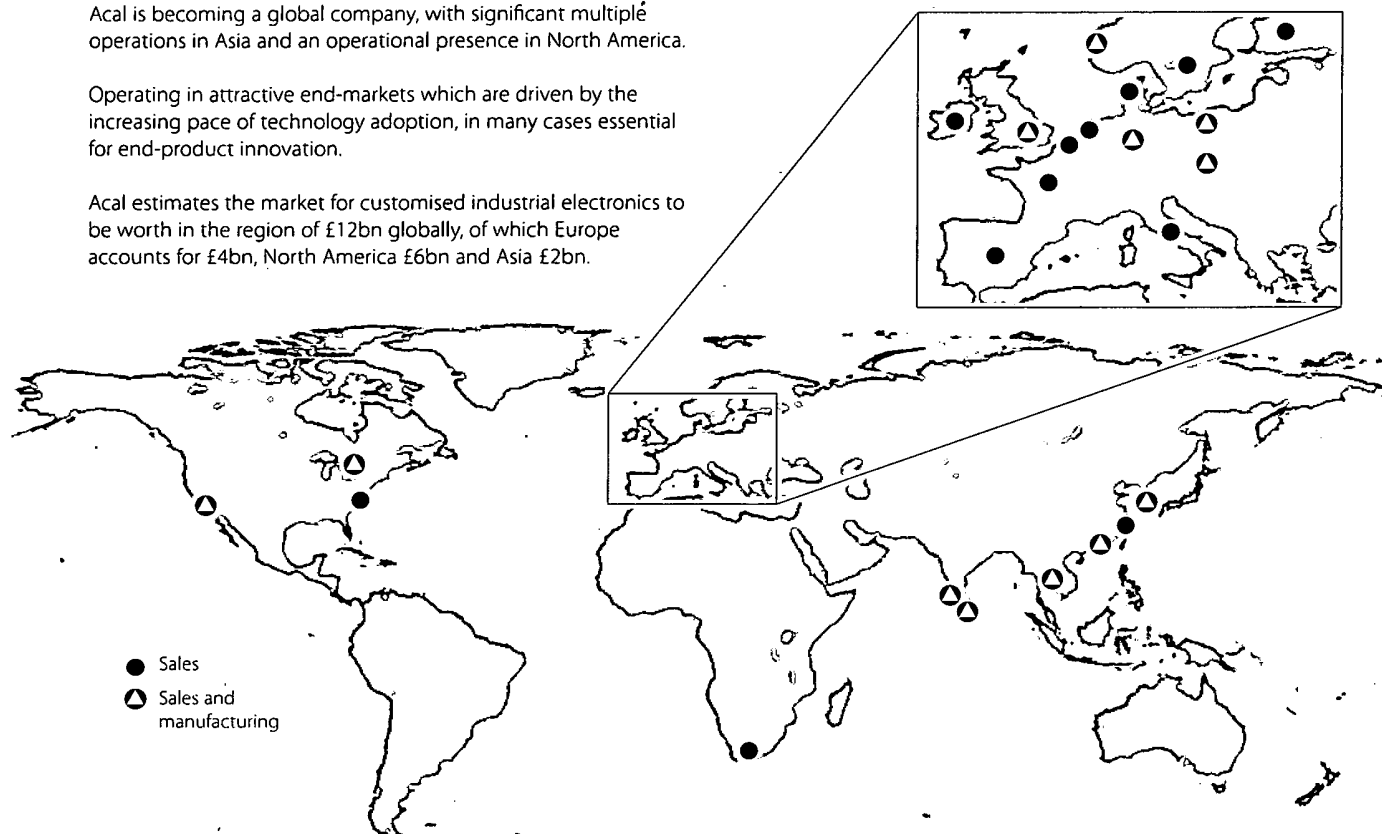 Acal is becoming a global company, with significant multiple
operations in Asia and an operational presence in North America.
Operating in attractive end-markets which are driven by the
increasing pace of technology adoption, in many cases essential
for end-product innovation.
Acal estimates the market for customised industrial electronics to
be worth in the region of £12bn globally, of which Europe
accounts for £4bn, North America £6bn and Asia £2bn.
Sales
Sales and
manufacturing